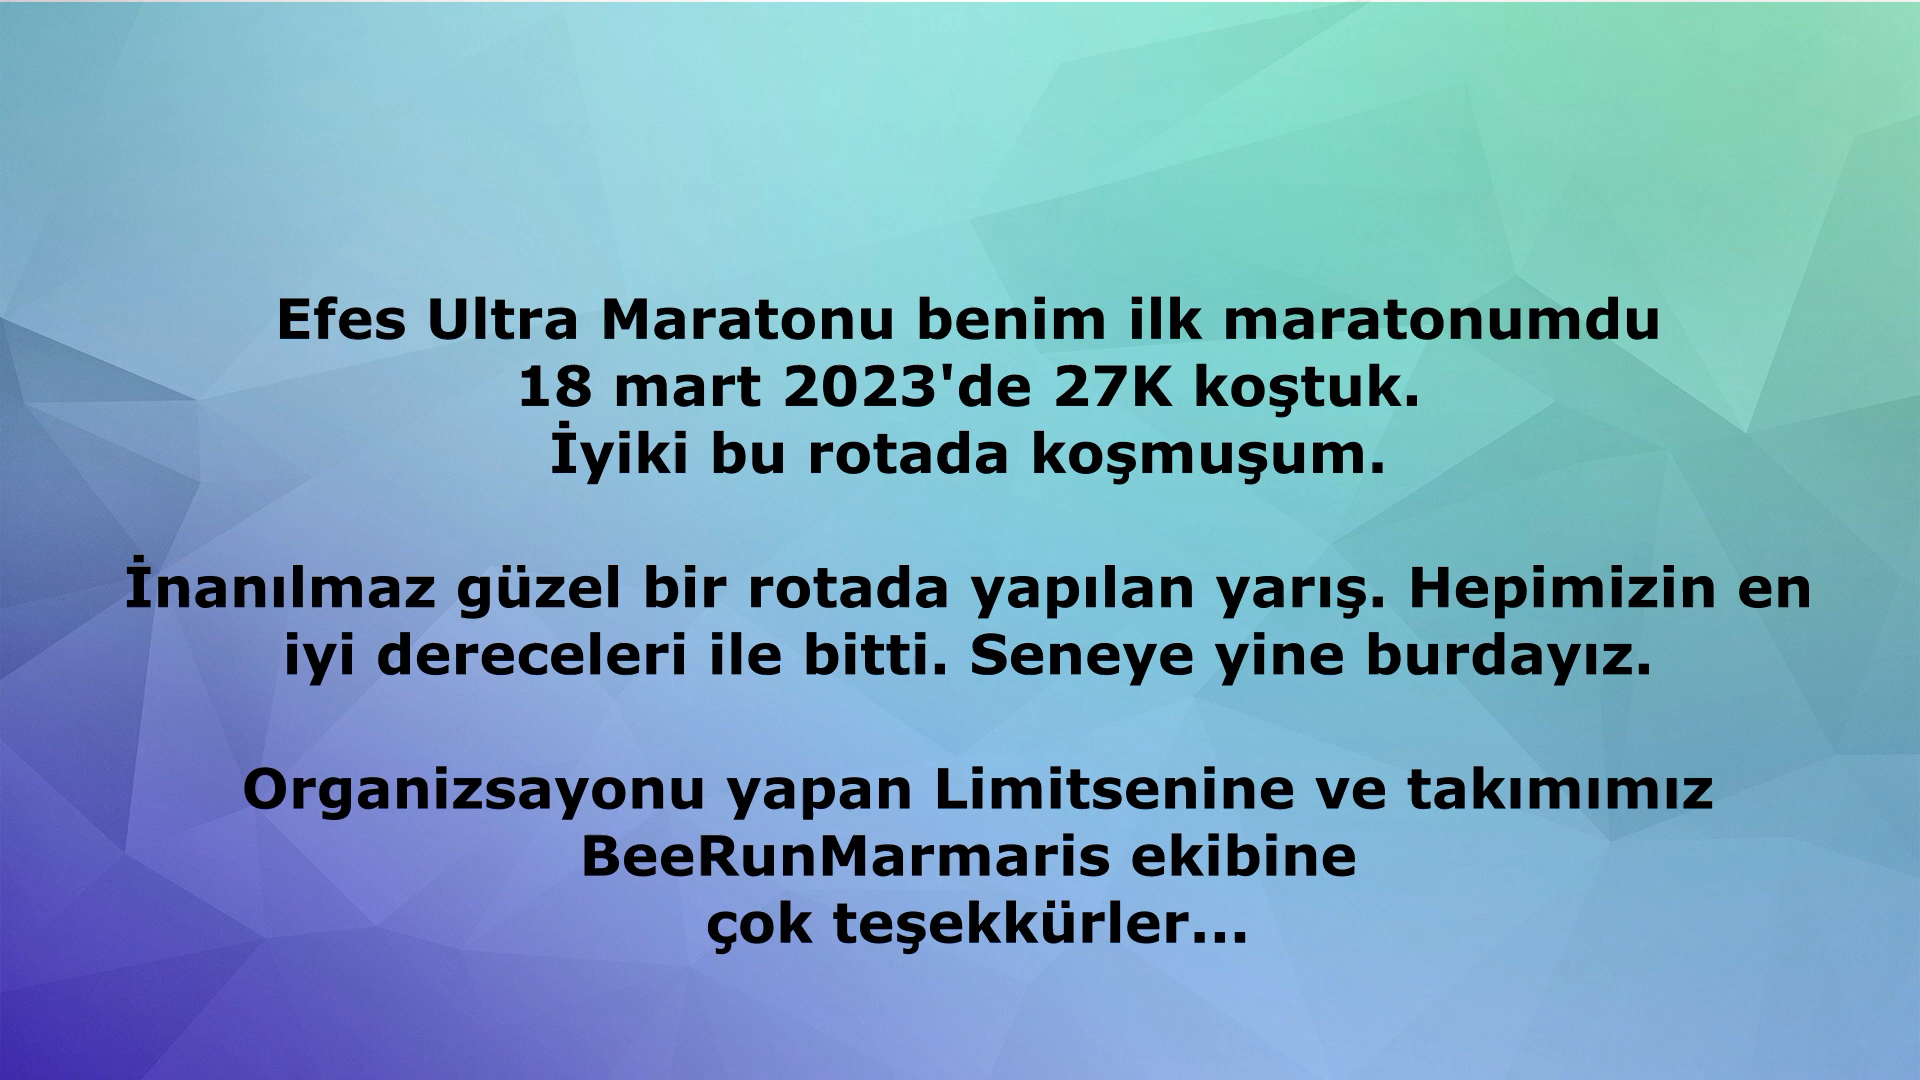 Efes Ultra Maratonu benim ilk maratonumdu
18 mart 2023'de 27K koştuk.
İyiki bu rotada koşmuşum.
İnanılmaz güzel bir rotada yapılan yarış. Hepimizin en
iyi dereceleri ile bitti. Seneye yine burdayız.
Organizsayonu yapan Limitsenine ve takımımız
BeeRunMarmaris ekibine
çok teşekkürler...